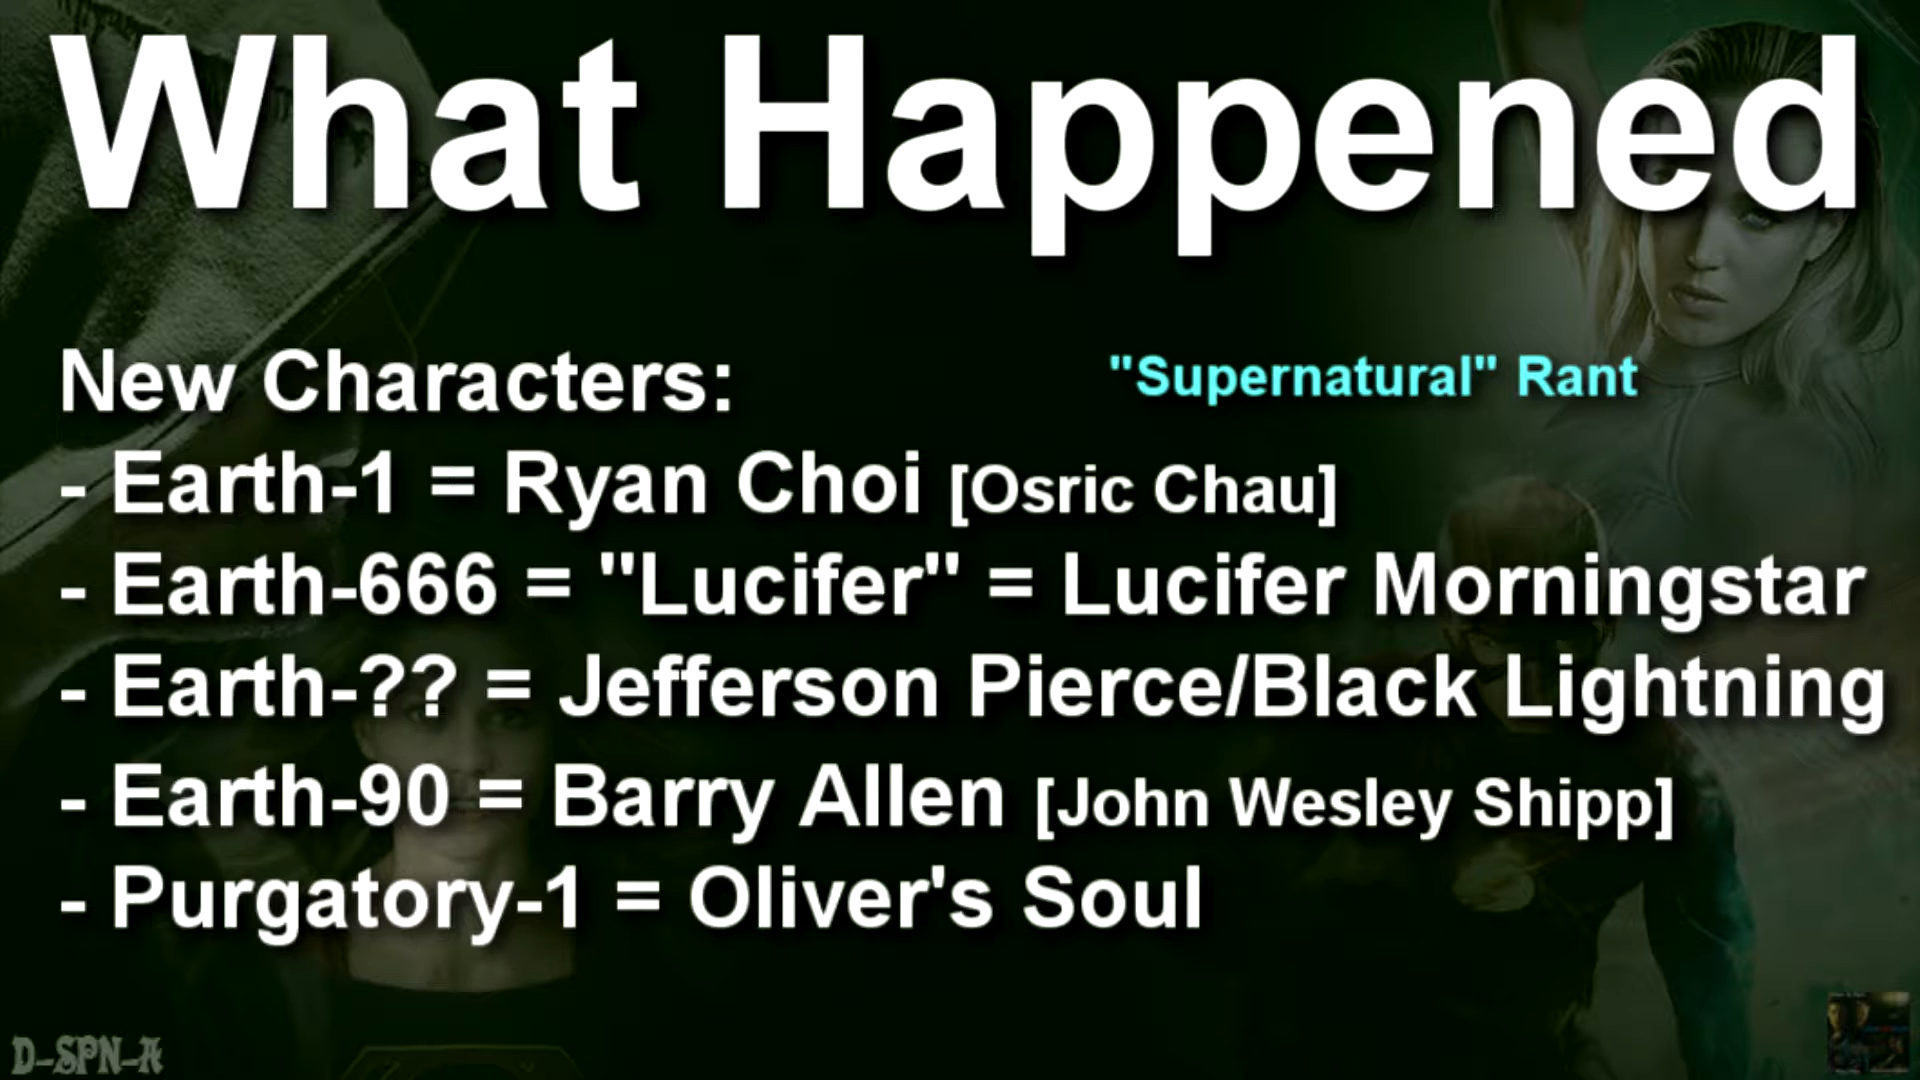 What Happened
New Characters:
"Supernatural" Rant
- Earth-1 = Ryan Choi [Osric Chau]
- Earth-666 = "Lucifer" = Lucifer Morningstar
- Earth-?? = Jefferson Pierce/Black Lightning
- Earth-90 = Barry Allen [John Wesley Shipp]
- Purgatory-1 = Oliver's Soul
D-SPN-A